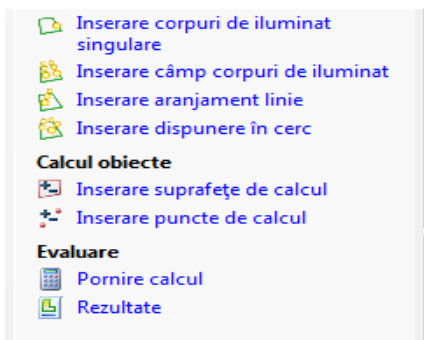 Inserare corpuri de iluminat
singulare
Inserare câmp corpuri de iluminat
Inserare aranjament linie
Inserare dispunere în cerc
Calcul obiecte
Inserare suprafeţe de calcul
Inserare puncte de calcul
Evaluare
Pornire calcul
Rezultate